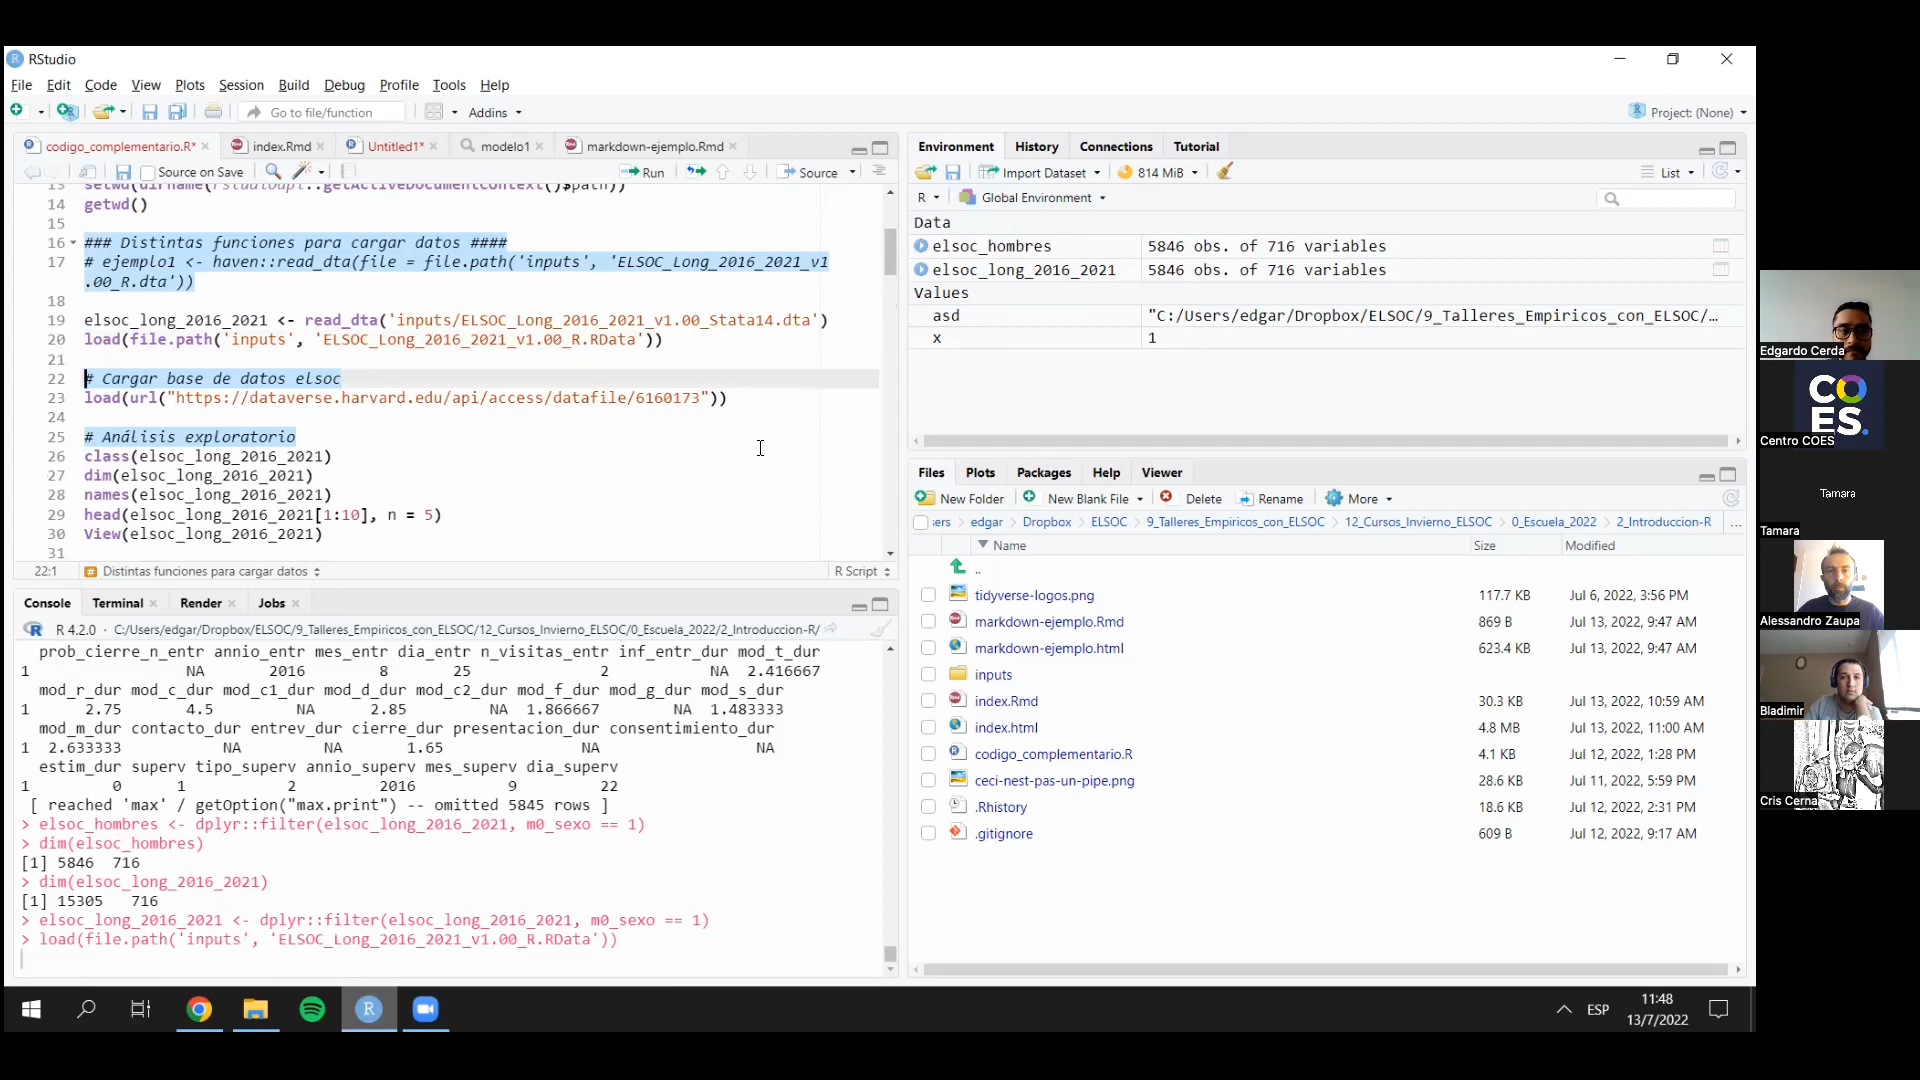 RStudio
File Edit Code View Plots Session Build Debug Profile Tools Help
Go to file/function Addins Project: (None)
codigo_complementario.R* index.Rmd Untitled1* modelo1 markdown-ejemplo.Rmd
Source on Save Run Source
13 setwd(dirname(rstudioapi::getActiveDocumentContext()$path))
14 getwd()
15
16 ### Distintas funciones para cargar datos ####
17 # ejemplo1 <- haven::read_dta(file = file.path('inputs', 'ELSOC_Long_2016_2021_v1
.00_R.dta'))
18
19 elsoc_long_2016_2021 <- read_dta('inputs/ELSOC_Long_2016_2021_v1.00_Stata14.dta')
20 load(file.path('inputs', 'ELSOC_Long_2016_2021_v1.00_R.RData'))
21
22 # Cargar base de datos elsoc
23 load(url("https://dataverse.harvard.edu/api/access/datafile/6160173"))
24
25 # Análisis exploratorio
26 class(elsoc_long_2016_2021)
27 dim(elsoc_long_2016_2021)
28 names(elsoc_long_2016_2021)
29 head(elsoc_long_2016_2021[1:10], n = 5)
30 View(elsoc_long_2016_2021)
31
22:1 Distintas funciones para cargar datos R Script
Console Terminal Render Jobs
R 4.2.0 · C:/Users/edgar/Dropbox/ELSOC/9_Talleres_Empiricos_con_ELSOC/12_Cursos_Invierno_ELSOC/0_Escuela_2022/2_Introduccion-R/
prob_cierre_n_entr annio_entr mes_entr dia_entr n_visitas_entr inf_entr_dur mod_t_dur
1 NA 2016 8 25 2 NA 2.416667
mod_r_dur mod_c_dur mod_c1_dur mod_d_dur mod_c2_dur mod_f_dur mod_g_dur mod_s_dur
1 2.75 4.5 NA 2.85 NA 1.866667 NA 1.483333
mod_m_dur contacto_dur entrev_dur cierre_dur presentacion_dur consentimiento_dur
1 2.633333 NA NA 1.65 NA NA
estim_dur superv tipo_superv annio_superv mes_superv dia_superv
1 0 1 2 2016 9 22
[ reached 'max' / getOption("max.print") -- omitted 5845 rows ]
> elsoc_hombres <- dplyr::filter(elsoc_long_2016_2021, m0_sexo == 1)
> dim(elsoc_hombres)
[1] 5846 716
> dim(elsoc_long_2016_2021)
[1] 15305 716
> elsoc_long_2016_2021 <- dplyr::filter(elsoc_long_2016_2021, m0_sexo == 1)
> load(file.path('inputs', 'ELSOC_Long_2016_2021_v1.00_R.RData'))
Environment History Connections Tutorial
Import Dataset 814 MiB List
R Global Environment
Data
elsoc_hombres 5846 obs. of 716 variables
elsoc_long_2016_2021 5846 obs. of 716 variables
Values
asd "C:/Users/edgar/Dropbox/ELSOC/9_Talleres_Empiricos_con_ELSOC/…
x 1
Files Plots Packages Help Viewer
New Folder New Blank File Delete Rename More
ers edgar Dropbox ELSOC 9_Talleres_Empiricos_con_ELSOC 12_Cursos_Invierno_ELSOC 0_Escuela_2022 2_Introduccion-R ...
Name Size Modified
..
tidyverse-logos.png 117.7 KB Jul 6, 2022, 3:56 PM
markdown-ejemplo.Rmd 869 B Jul 13, 2022, 9:47 AM
markdown-ejemplo.html 623.4 KB Jul 13, 2022, 9:47 AM
inputs
index.Rmd 30.3 KB Jul 13, 2022, 10:59 AM
index.html 4.8 MB Jul 13, 2022, 11:00 AM
codigo_complementario.R 4.1 KB Jul 12, 2022, 1:28 PM
ceci-nest-pas-un-pipe.png 28.6 KB Jul 11, 2022, 5:59 PM
.Rhistory 18.6 KB Jul 12, 2022, 2:31 PM
.gitignore 609 B Jul 12, 2022, 9:17 AM
ESP
11:48
13/7/2022
Edgardo Cerda
COES.
Centro COES
Tamara
Tamara
Alessandro Zaupa
Bladimir
Cris Cerna